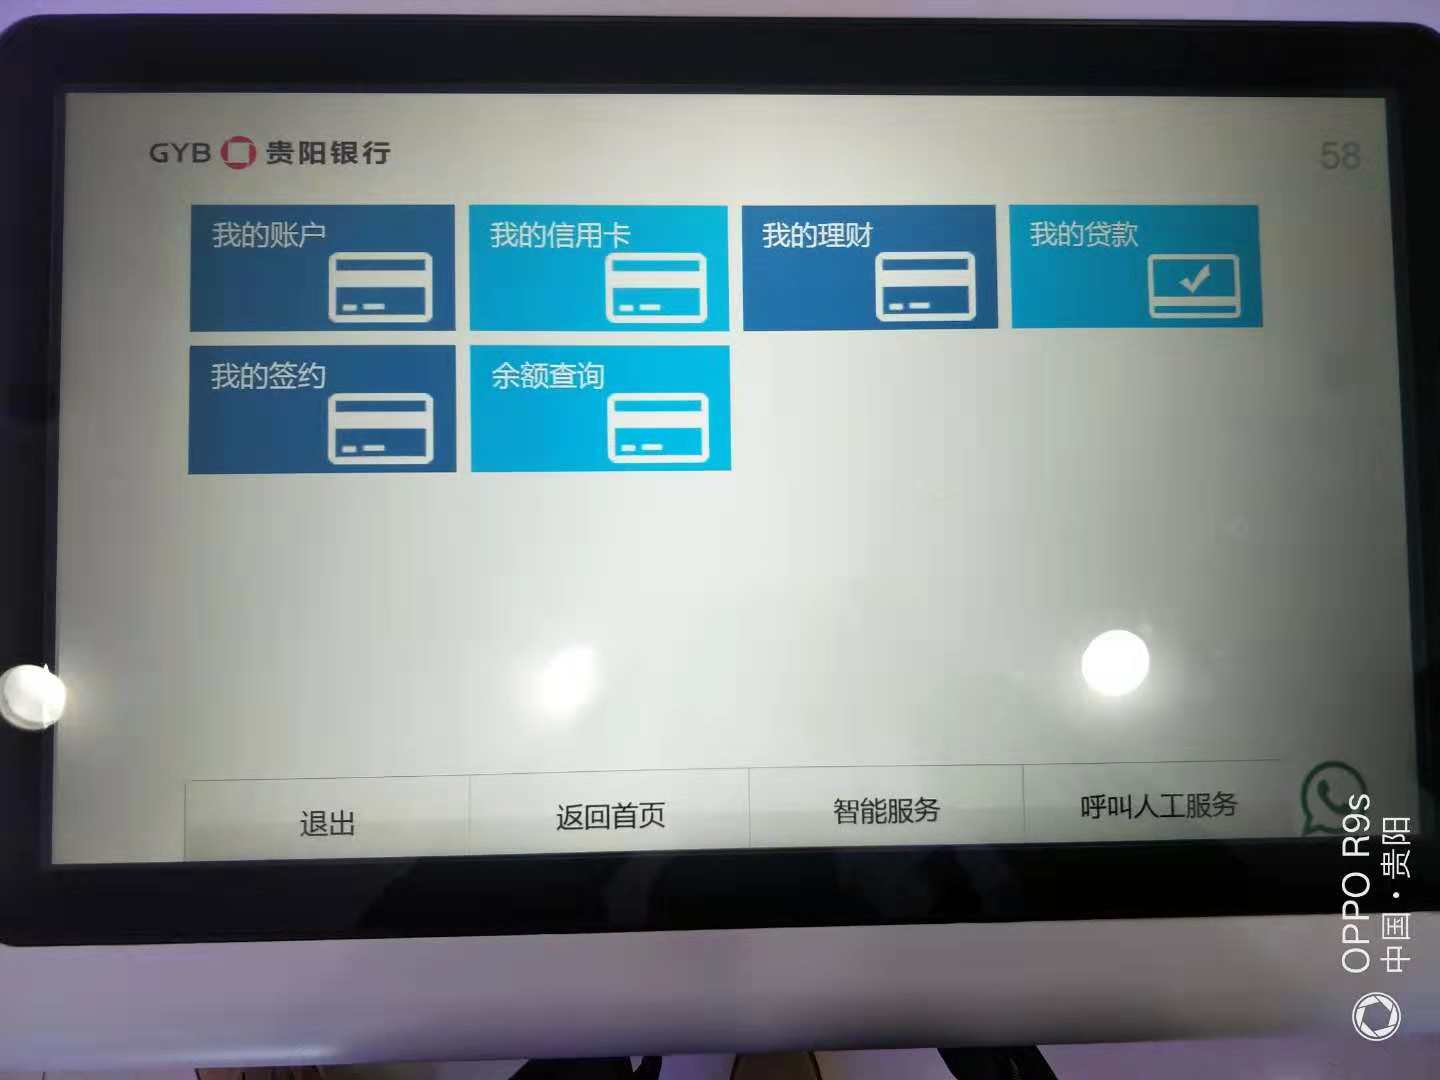 GYB 贵阳银行
58
我的账户
我的信用卡
我的理财
我的贷款
我的签约
余额查询
退出
返回首页
智能服务
呼叫人工服务
OPPO R9s
中国·贵阳